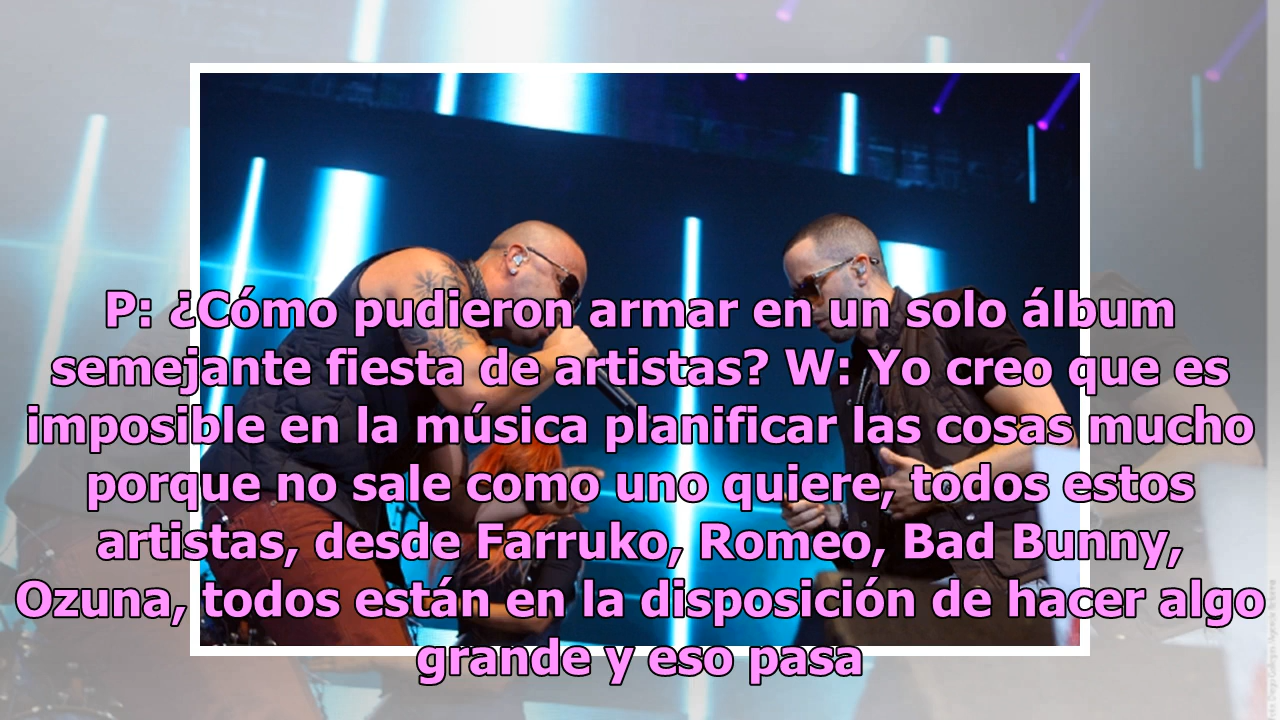 P: ¿Cómo pudieron armar en un solo álbum
semejante fiesta de artistas? W: Yo creo que es
imposible en la música planificar las cosas mucho
porque no sale como uno quiere, todos estos
artistas, desde Farruko, Romeo, Bad Bunny,
Ozuna, todos están en la disposición de hacer algo
grande y eso pasa